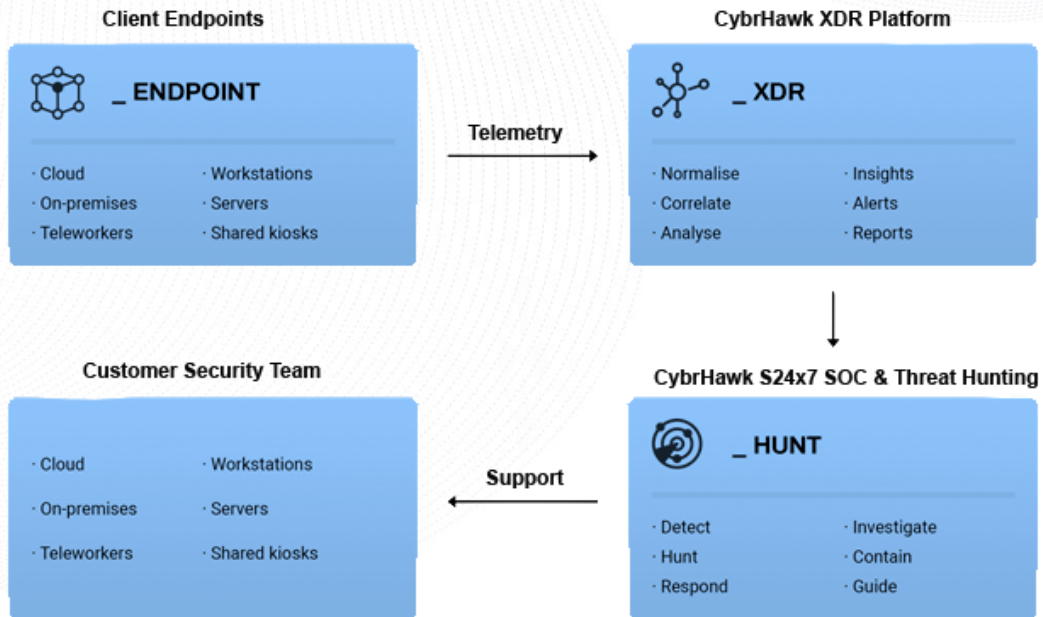 Client Endpoints
_ ENDPOINT
· Cloud
· On-premises
· Teleworkers
· Workstations
· Servers
· Shared kiosks
Telemetry
CybrHawk XDR Platform
_ XDR
· Normalise
· Correlate
· Analyse
· Insights
· Alerts
· Reports
CybrHawk S24x7 SOC & Threat Hunting
_ HUNT
· Detect
· Hunt
· Respond
· Investigate
· Contain
· Guide
Support
Customer Security Team
· Cloud
· On-premises
· Teleworkers
· Workstations
· Servers
· Shared kiosks